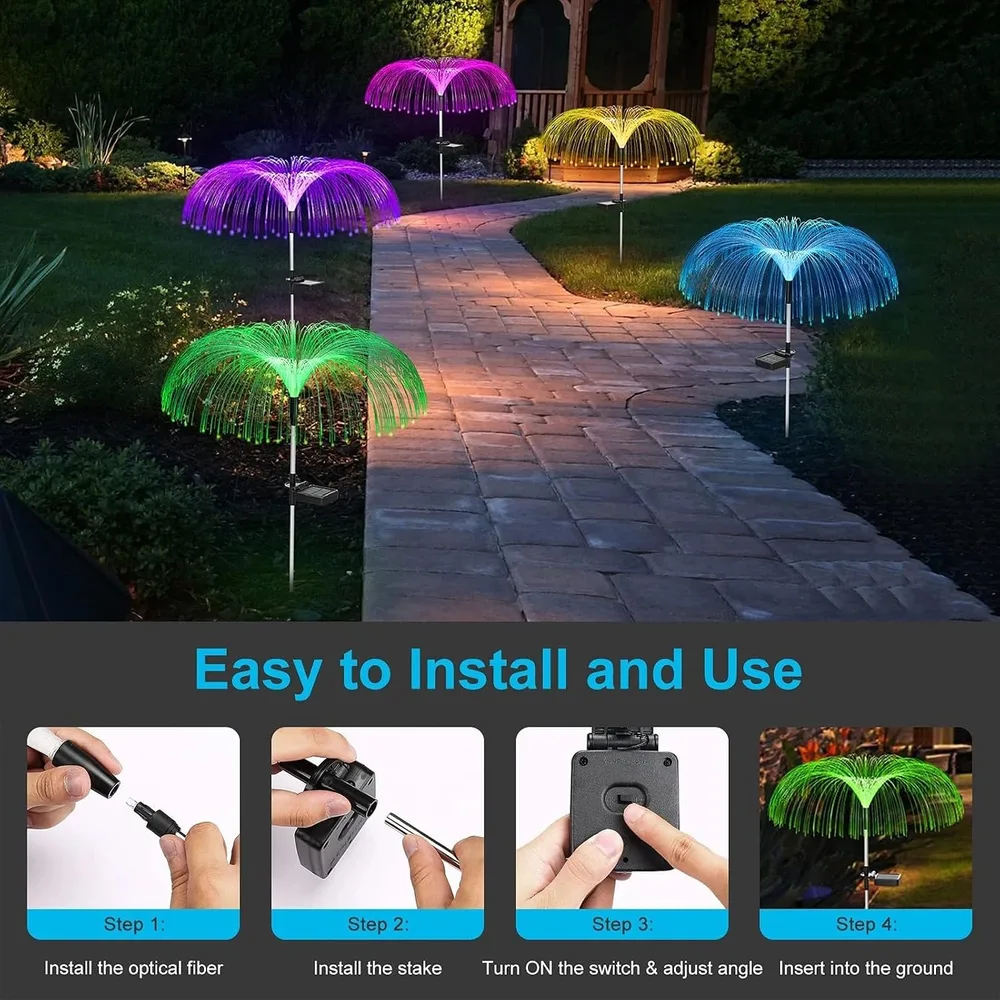 Easy to Install and Use
Step 1:
Install the optical fiber
Step 2:
Install the stake
Step 3:
Turn ON the switch & adjust angle
Step 4:
Insert into the ground